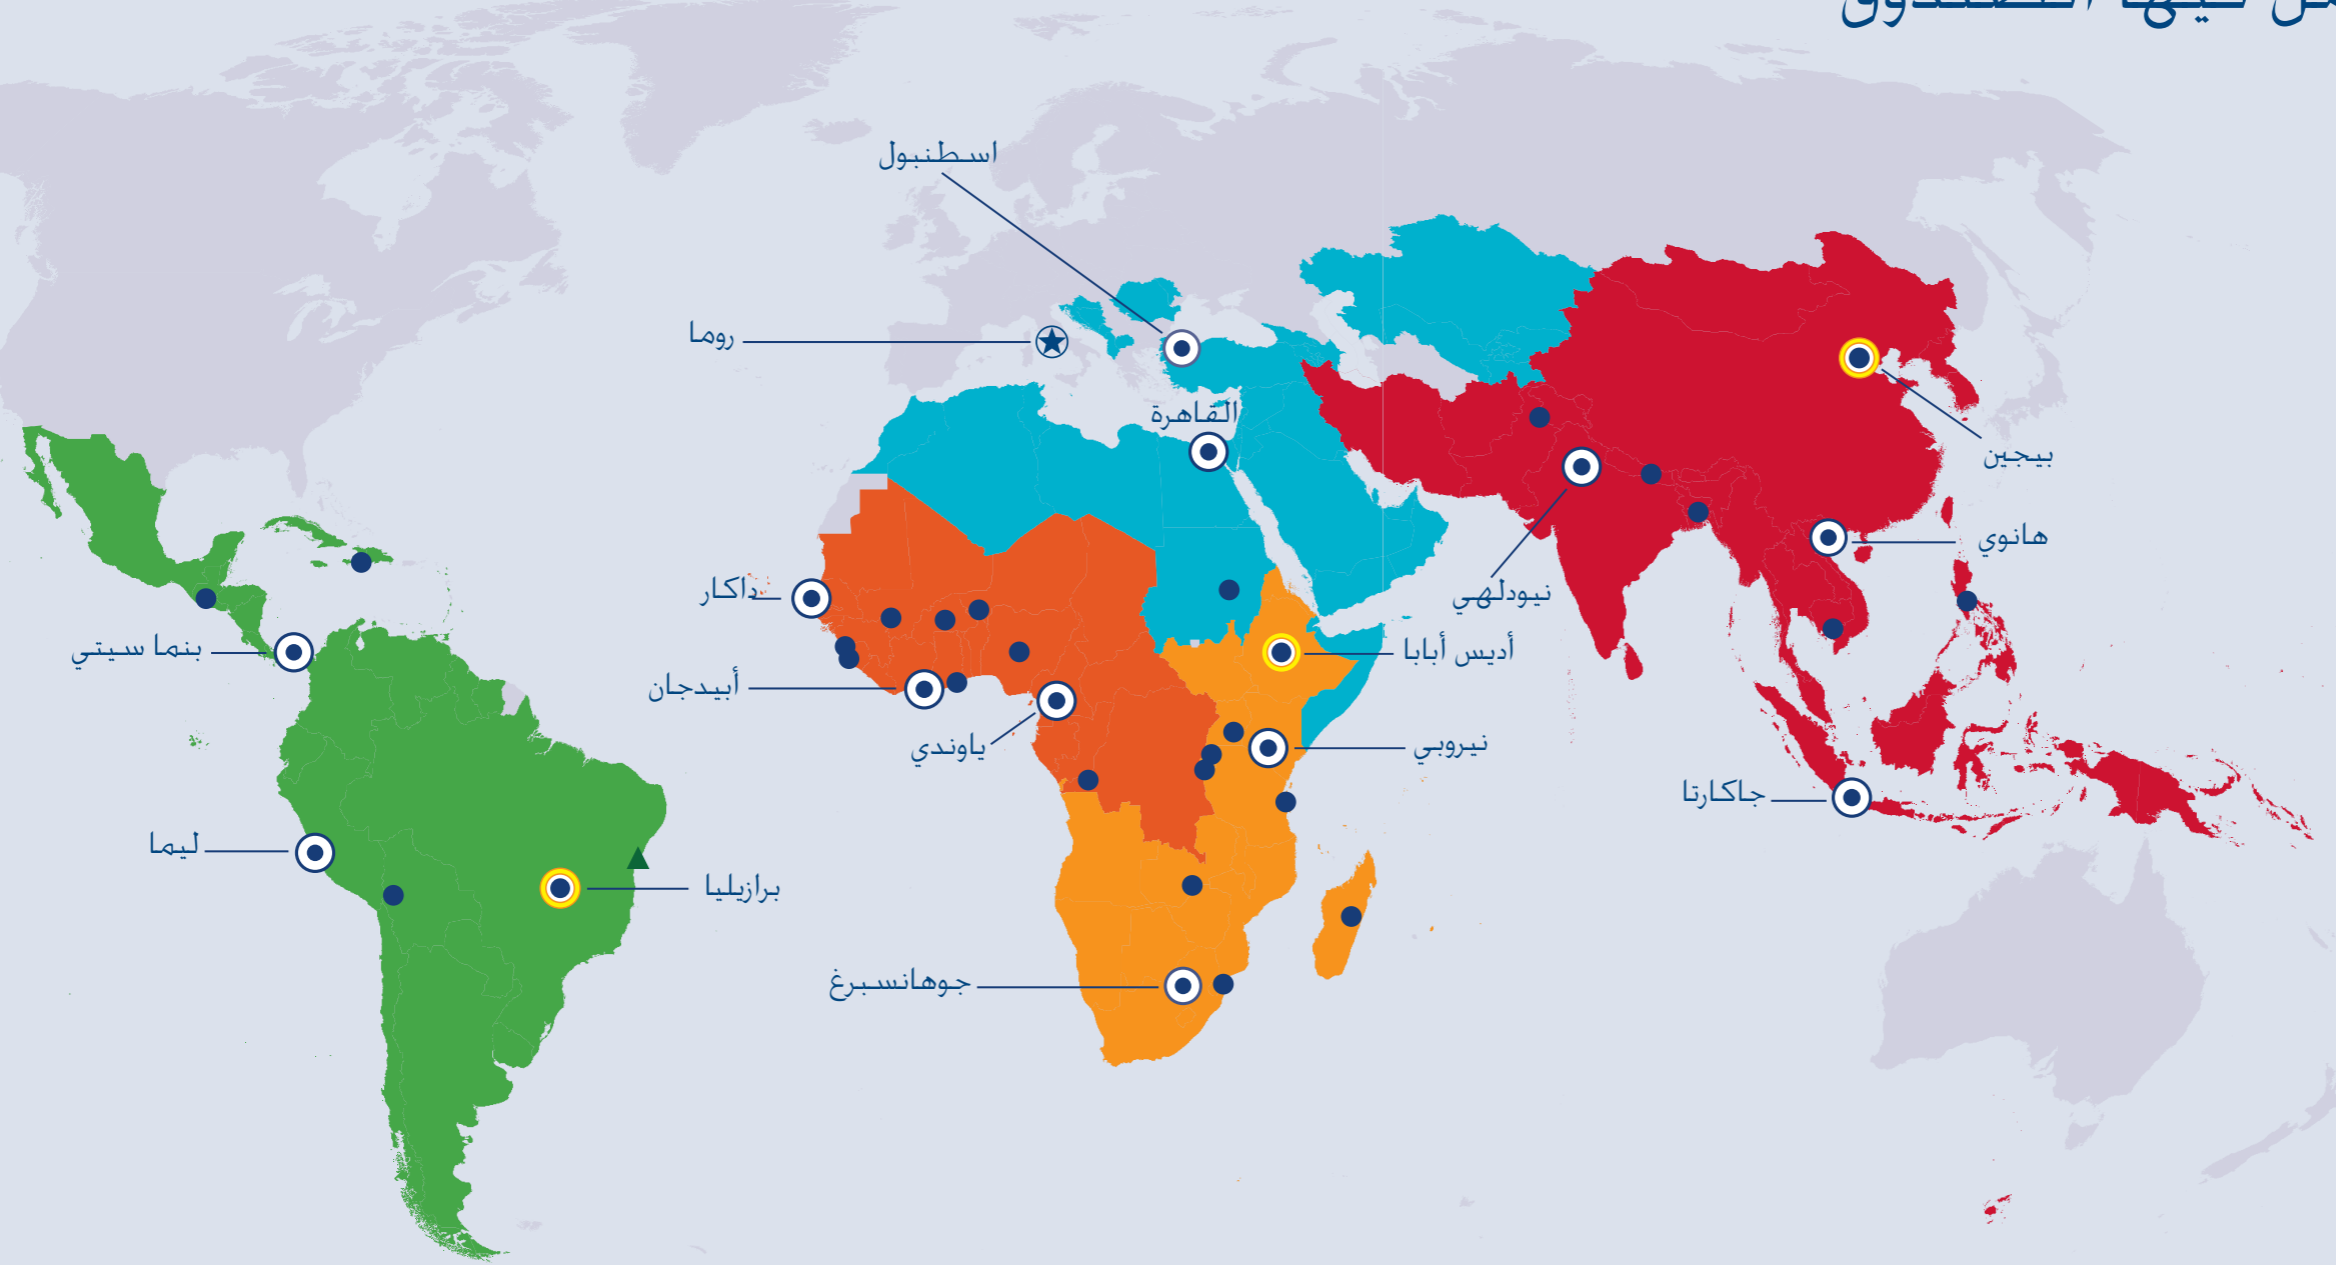 اسطنبول
روما
القاهرة
بيجين
هانوي
نيودلهي
داكار
أديس أبابا
بنما سيتي
أبيدجان
ياوندي
نيروبي
جاكارتا
ليما
برازيليا
جوهانسبرغ